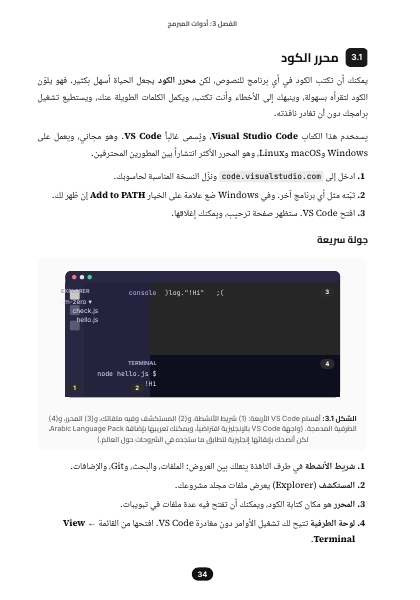 الفصل 3: أدوات المبرمج
3.1 محرر الكود
يمكنك أن تكتب الكود في أي برنامج للنصوص، لكن محرر الكود يجعل الحياة أسهل بكثير. فهو يلوّن
الكود لتقرأه بسهولة، وينبهك إلى الأخطاء وأنت تكتب، ويكمل الكلمات الطويلة عنك، ويستطيع تشغيل
برامجك دون أن تغادر نافذته.
يستخدم هذا الكتاب Visual Studio Code، ويُسمى غالباً VS Code. وهو مجاني، ويعمل على
Windows وmacOS وLinux، وهو المحرر الأكثر انتشاراً بين المطورين المحترفين.
1. ادخل إلى code.visualstudio.com ونزّل النسخة المناسبة لحاسوبك.
2. ثبّته مثل أي برنامج آخر. وفي Windows ضع علامة على الخيار Add to PATH إن ظهر لك.
3. افتح VS Code. ستظهر صفحة ترحيب، ويمكنك إغلاقها.
جولة سريعة
EXPLORER
m-zero ▾
check.js
hello.js
console )log."!Hi" ;(
3
TERMINAL
node hello.js $
!Hi
1
2
4
الشكل 3.1: أقسام VS Code الأربعة: (1) شريط الأنشطة، و(2) المستكشف وفيه ملفاتك، و(3) المحرر، و(4)
الطرفية المدمجة. (واجهة VS Code بالإنجليزية افتراضياً، ويمكنك تعريبها بإضافة Arabic Language Pack،
لكن أنصحك بإبقائها إنجليزية لتطابق ما ستجده في الشروحات حول العالم.)
1. شريط الأنشطة في طرف النافذة ينقلك بين العروض: الملفات، والبحث، وGit، والإضافات.
2. المستكشف (Explorer) يعرض ملفات مجلد مشروعك.
3. المحرر هو مكان كتابة الكود، ويمكنك أن تفتح فيه عدة ملفات في تبويبات.
4. لوحة الطرفية تتيح لك تشغيل الأوامر دون مغادرة VS Code. افتحها من القائمة View ←
Terminal.
34